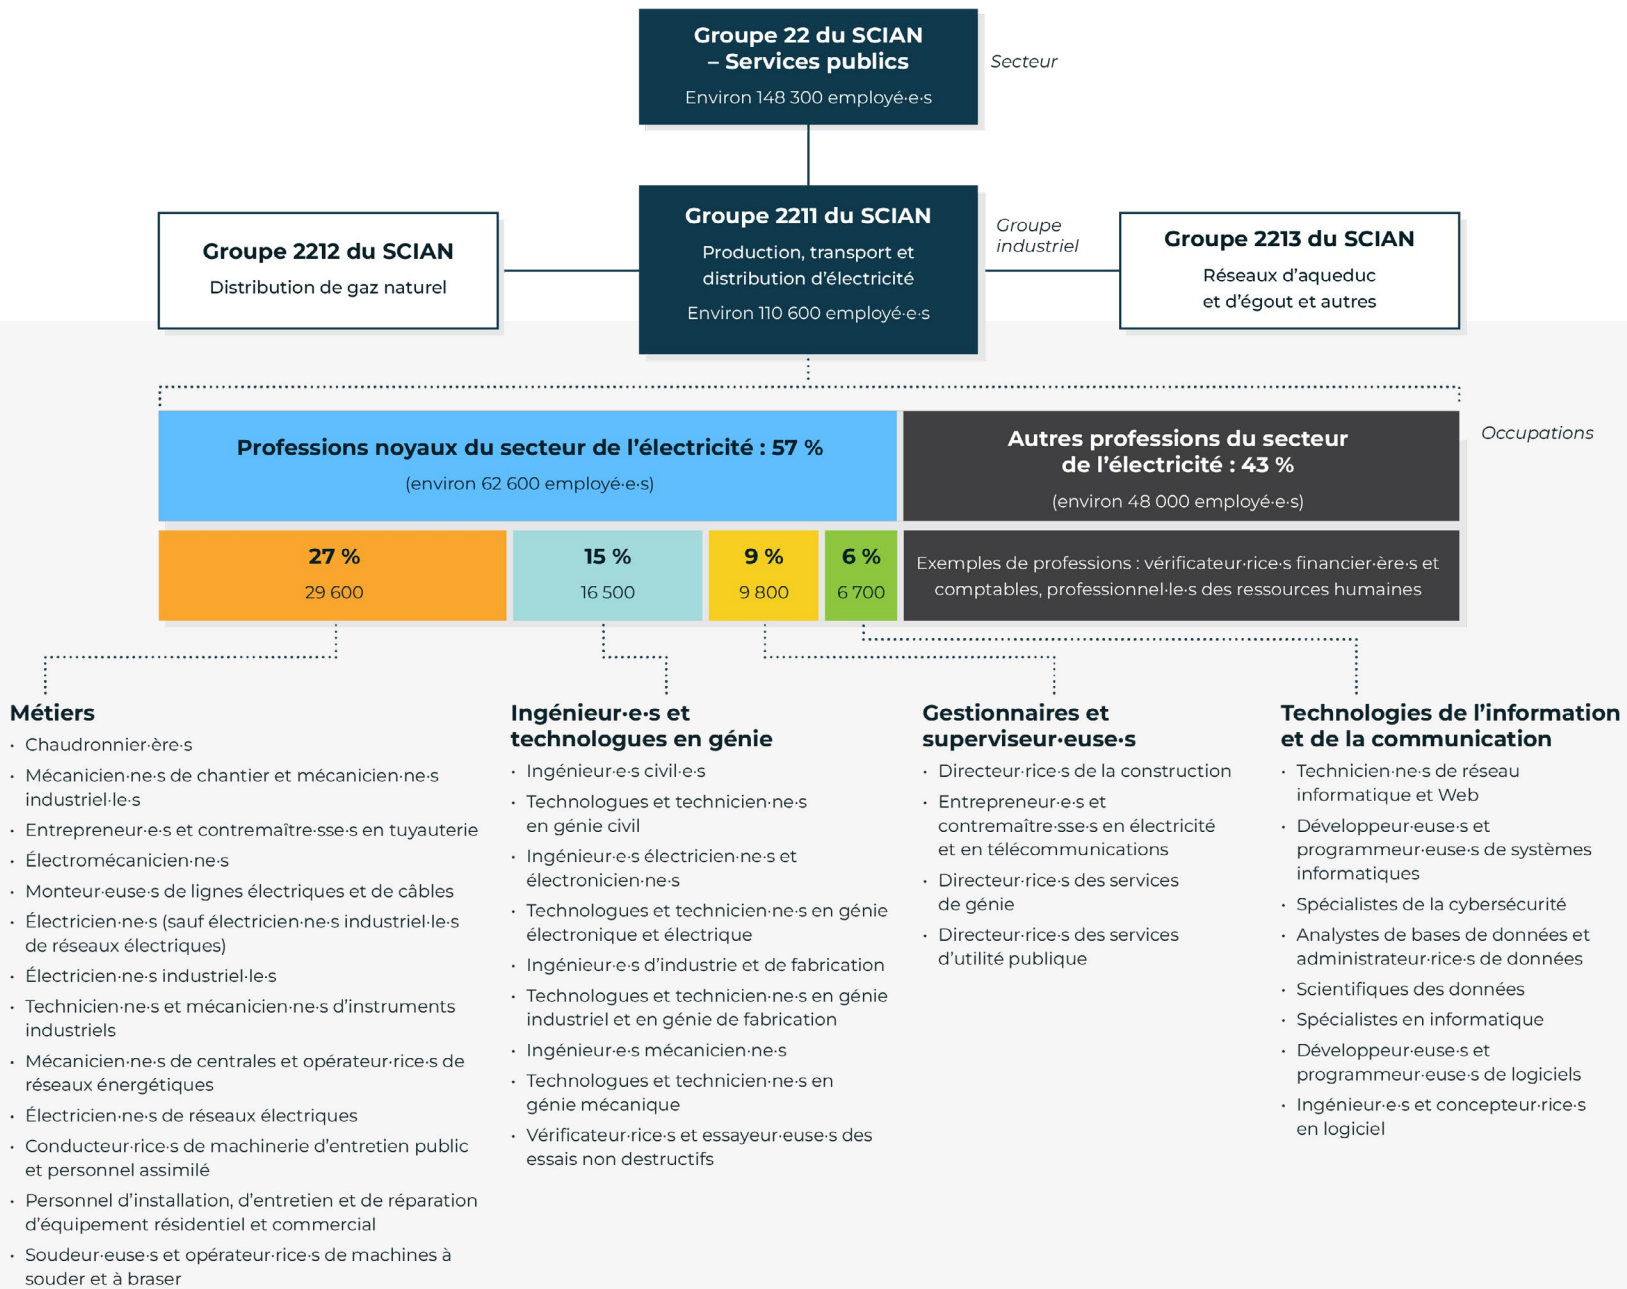 Groupe 22 du SCIAN
– Services publics
Environ 148 300 employé·e·s
Secteur
Groupe 2212 du SCIAN
Distribution de gaz naturel
Groupe 2211 du SCIAN
Production, transport et
distribution d’électricité
Environ 110 600 employé·e·s
Groupe
industriel
Groupe 2213 du SCIAN
Réseaux d’aqueduc
et d’égout et autres
Professions noyaux du secteur de l’électricité : 57 %
(environ 62 600 employé·e·s)
Autres professions du secteur
de l’électricité : 43 %
(environ 48 000 employé·e·s)
Occupations
27 %
29 600
15 %
16 500
9 %
9 800
6 %
6 700
Exemples de professions : vérificateur·rice·s financier·ère·s et
comptables, professionnel·le·s des ressources humaines
Métiers
· Chaudronnier·ère·s
· Mécanicien·ne·s de chantier et mécanicien·ne·s
industriel·le·s
· Entrepreneur·e·s et contremaître·sse·s en tuyauterie
· Électromécanicien·ne·s
· Monteur·euse·s de lignes électriques et de câbles
· Électricien·ne·s (sauf électricien·ne·s industriel·le·s
de réseaux électriques)
· Électricien·ne·s industriel·le·s
· Technicien·ne·s et mécanicien·ne·s d’instruments
industriels
· Mécanicien·ne·s de centrales et opérateur·rice·s de
réseaux énergétiques
· Électricien·ne·s de réseaux électriques
· Conducteur·rice·s de machinerie d’entretien public
et personnel assimilé
· Personnel d’installation, d’entretien et de réparation
d’équipement résidentiel et commercial
· Soudeur·euse·s et opérateur·rice·s de machines à
souder et à braser
Ingénieur·e·s et
technologues en génie
· Ingénieur·e·s civil·e·s
· Technologues et technicien·ne·s
en génie civil
· Ingénieur·e·s électricien·ne·s et
électronicien·ne·s
· Technologues et technicien·ne·s en génie
électronique et électrique
· Ingénieur·e·s d’industrie et de fabrication
· Technologues et technicien·ne·s en génie
industriel et en génie de fabrication
· Ingénieur·e·s mécanicien·ne·s
· Technologues et technicien·ne·s en
génie mécanique
· Vérificateur·rice·s et essayeur·euse·s des
essais non destructifs
Gestionnaires et
superviseur·euse·s
· Directeur·rice·s de la construction
· Entrepreneur·e·s et
contremaître·sse·s en électricité
et en télécommunications
· Directeur·rice·s des services
de génie
· Directeur·rice·s des services
d’utilité publique
Technologies de l’information
et de la communication
· Technicien·ne·s de réseau
informatique et Web
· Développeur·euse·s et
programmeur·euse·s de systèmes
informatiques
· Spécialistes de la cybersécurité
· Analystes de bases de données et
administrateur·rice·s de données
· Scientifiques des données
· Spécialistes en informatique
· Développeur·euse·s et
programmeur·euse·s de logiciels
· Ingénieur·e·s et concepteur·rice·s
en logiciel